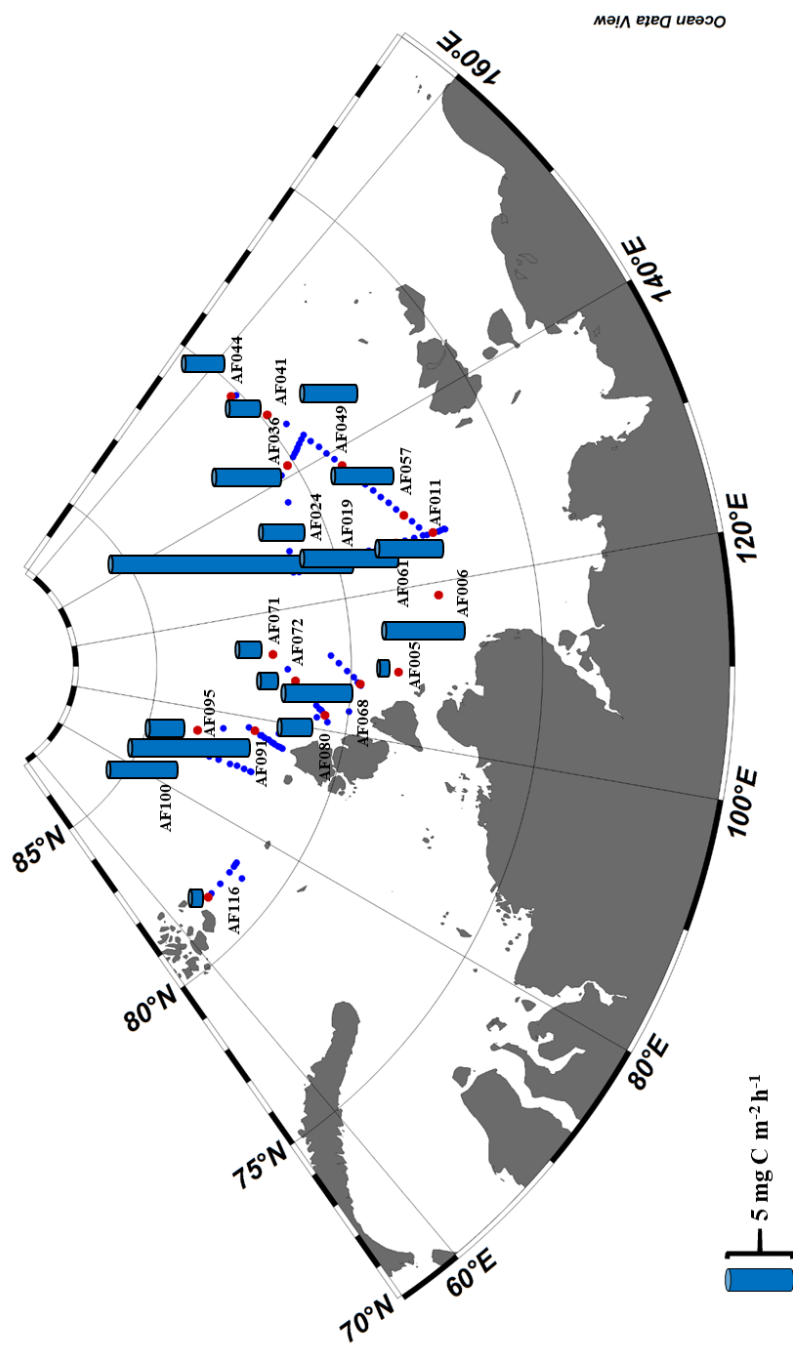 Ocean Data View
160°E
140°E
120°E
100°E
80°E
60°E
85°N
80°N
75°N
70°N
AF044
AF041
AF036
AF049
AF024
AF057
AF019
AF011
AF061
AF006
AF071
AF072
AF005
AF068
AF095
AF080
AF091
AF100
AF116
5 mg C m⁻² h⁻¹